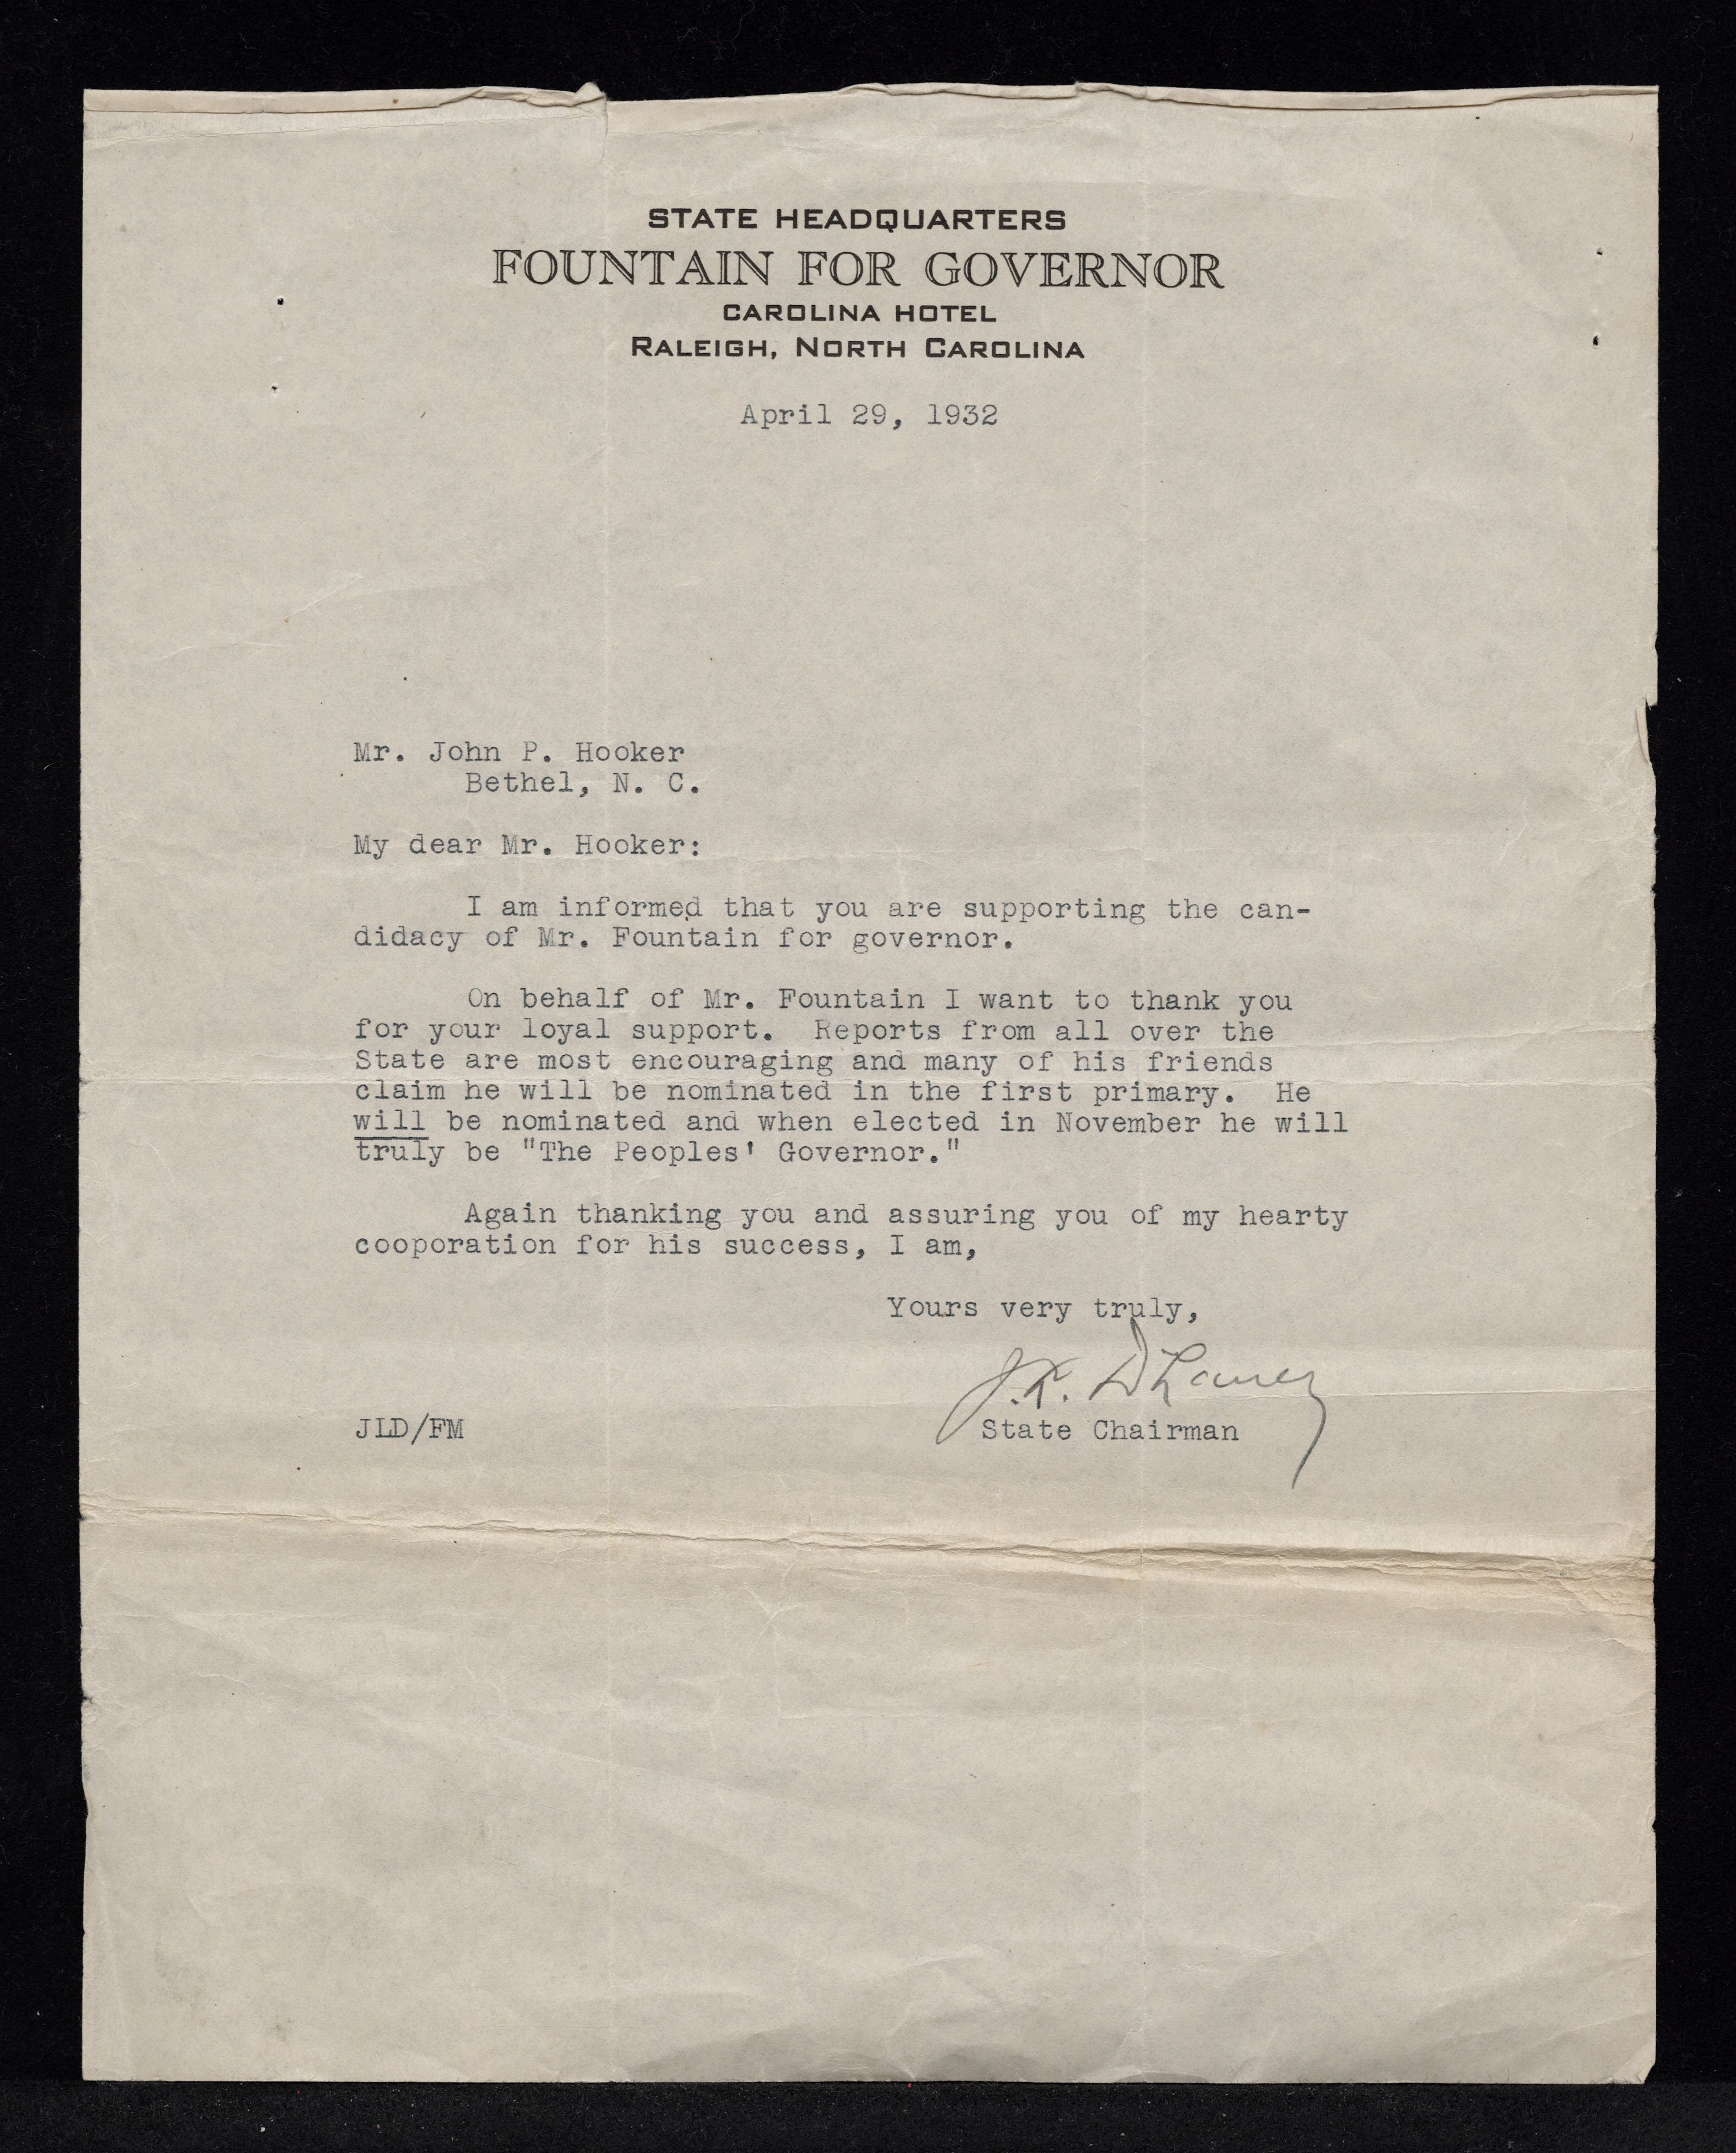 STATE HEADQUARTERS
FOUNTAIN FOR GOVERNOR
CAROLINA HOTEL
RALEIGH, NORTH CAROLINA
April 29, 1932
Mr. John P. Hooker
Bethel, N. C.
My dear Mr. Hooker:
I am informed that you are supporting the can-
didacy of Mr. Fountain for governor.
On behalf of Mr. Fountain I want to thank you
for your loyal support. Reports from all over the
State are most encouraging and many of his friends
claim he will be nominated in the first primary. He
will be nominated and when elected in November he will
truly be "The Peoples' Governor."
Again thanking you and assuring you of my hearty
cooporation for his success, I am,
Yours very truly,
JLD/FM
State Chairman